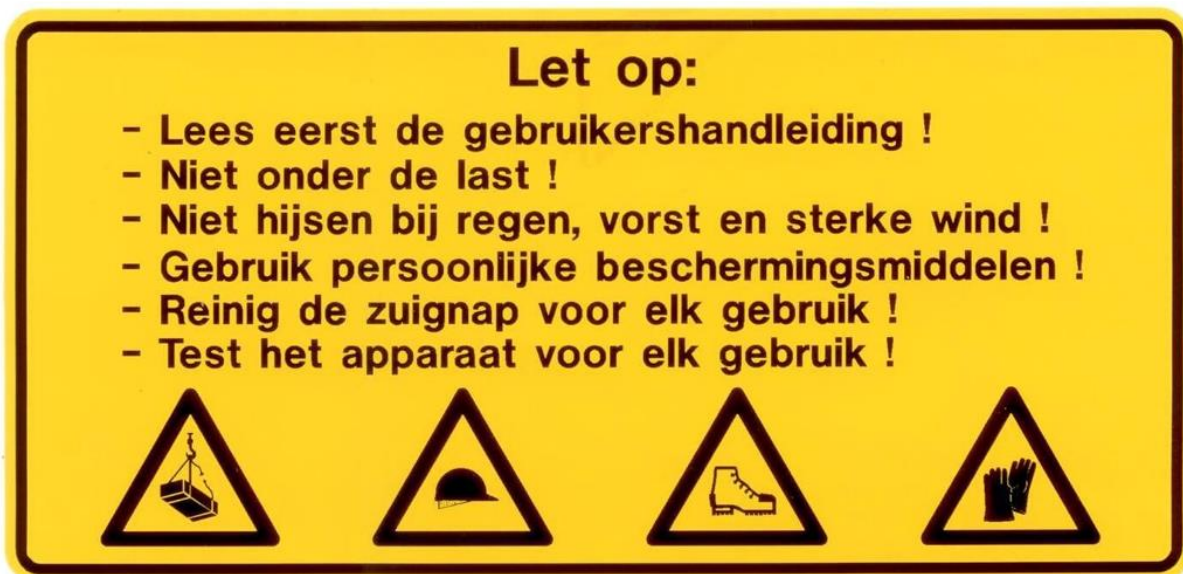 Let op:
- Lees eerst de gebruikershandleiding !
- Niet onder de last !
- Niet hijsen bij regen, vorst en sterke wind !
- Gebruik persoonlijke beschermingsmiddelen !
- Reinig de zuignap voor elk gebruik !
- Test het apparaat voor elk gebruik !